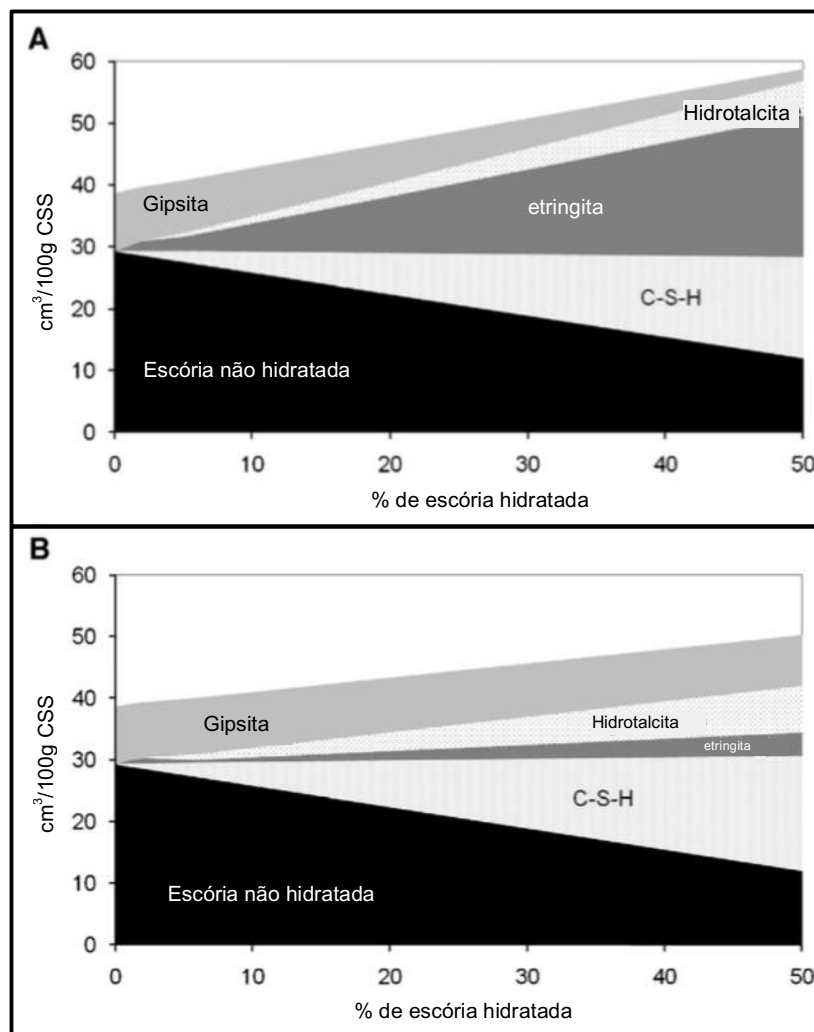 A
60
50
40
30
20
10
0
cm³/100g CSS
Hidrotalcita
Gipsita
etringita
C-S-H
Escória não hidratada
0 10 20 30 40 50
% de escória hidratada
B
60
50
40
30
20
10
0
cm³/100g CSS
Gipsita
Hidrotalcita
etringita
C-S-H
Escória não hidratada
0 10 20 30 40 50
% de escória hidratada